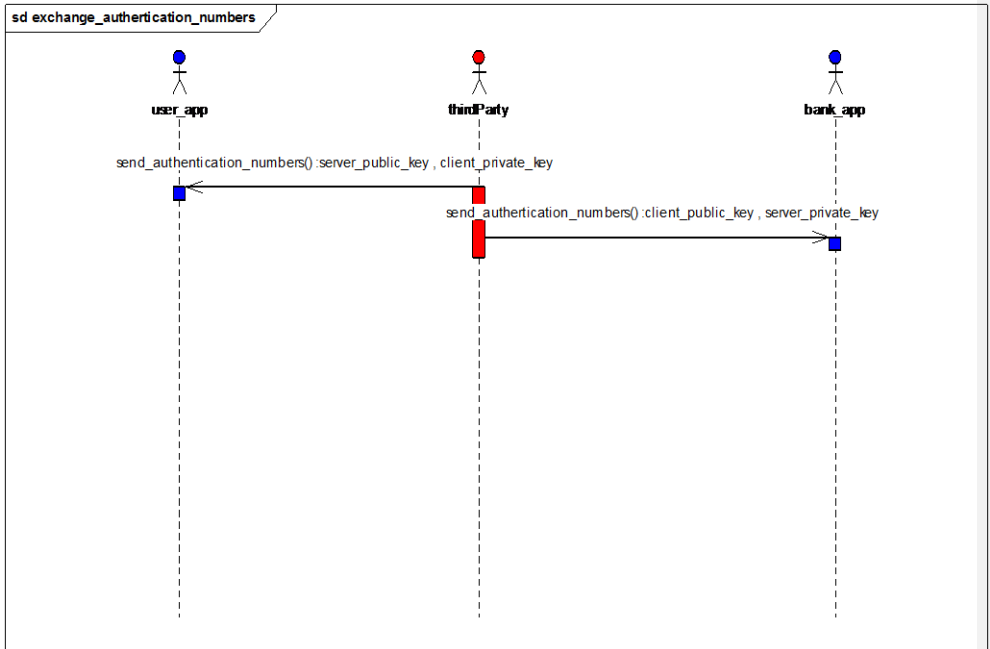 sd exchange_authertication_numbers
user_app
thirdParty
bank_app
send_authentication_numbers() :server_public_key , client_private_key
send_authertication_numbers() :client_public_key , server_private_key